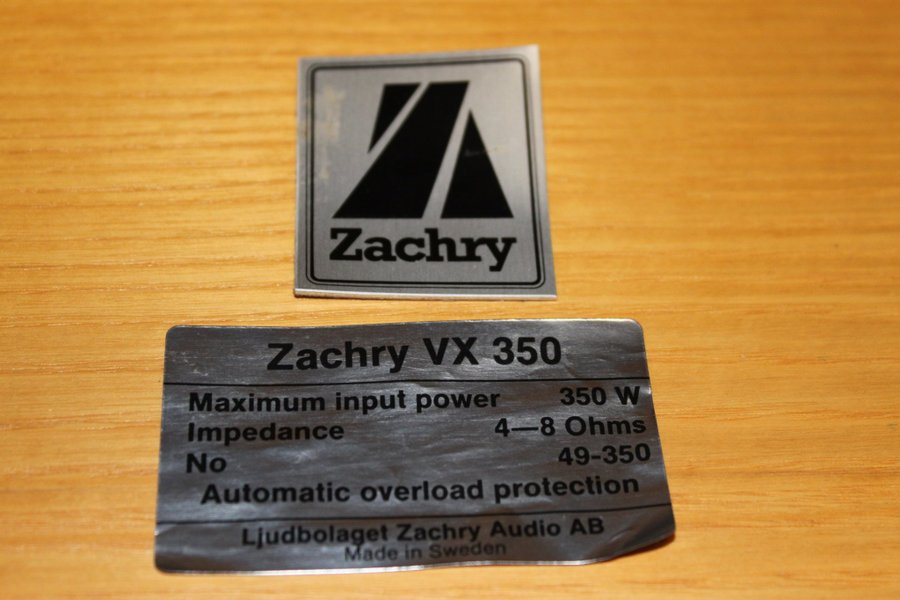 Zachry
Zachry VX 350
Maximum input power 350 W
Impedance 4—8 Ohms
No 49-350
Automatic overload protection
Ljudbolaget Zachry Audio AB
Made in Sweden